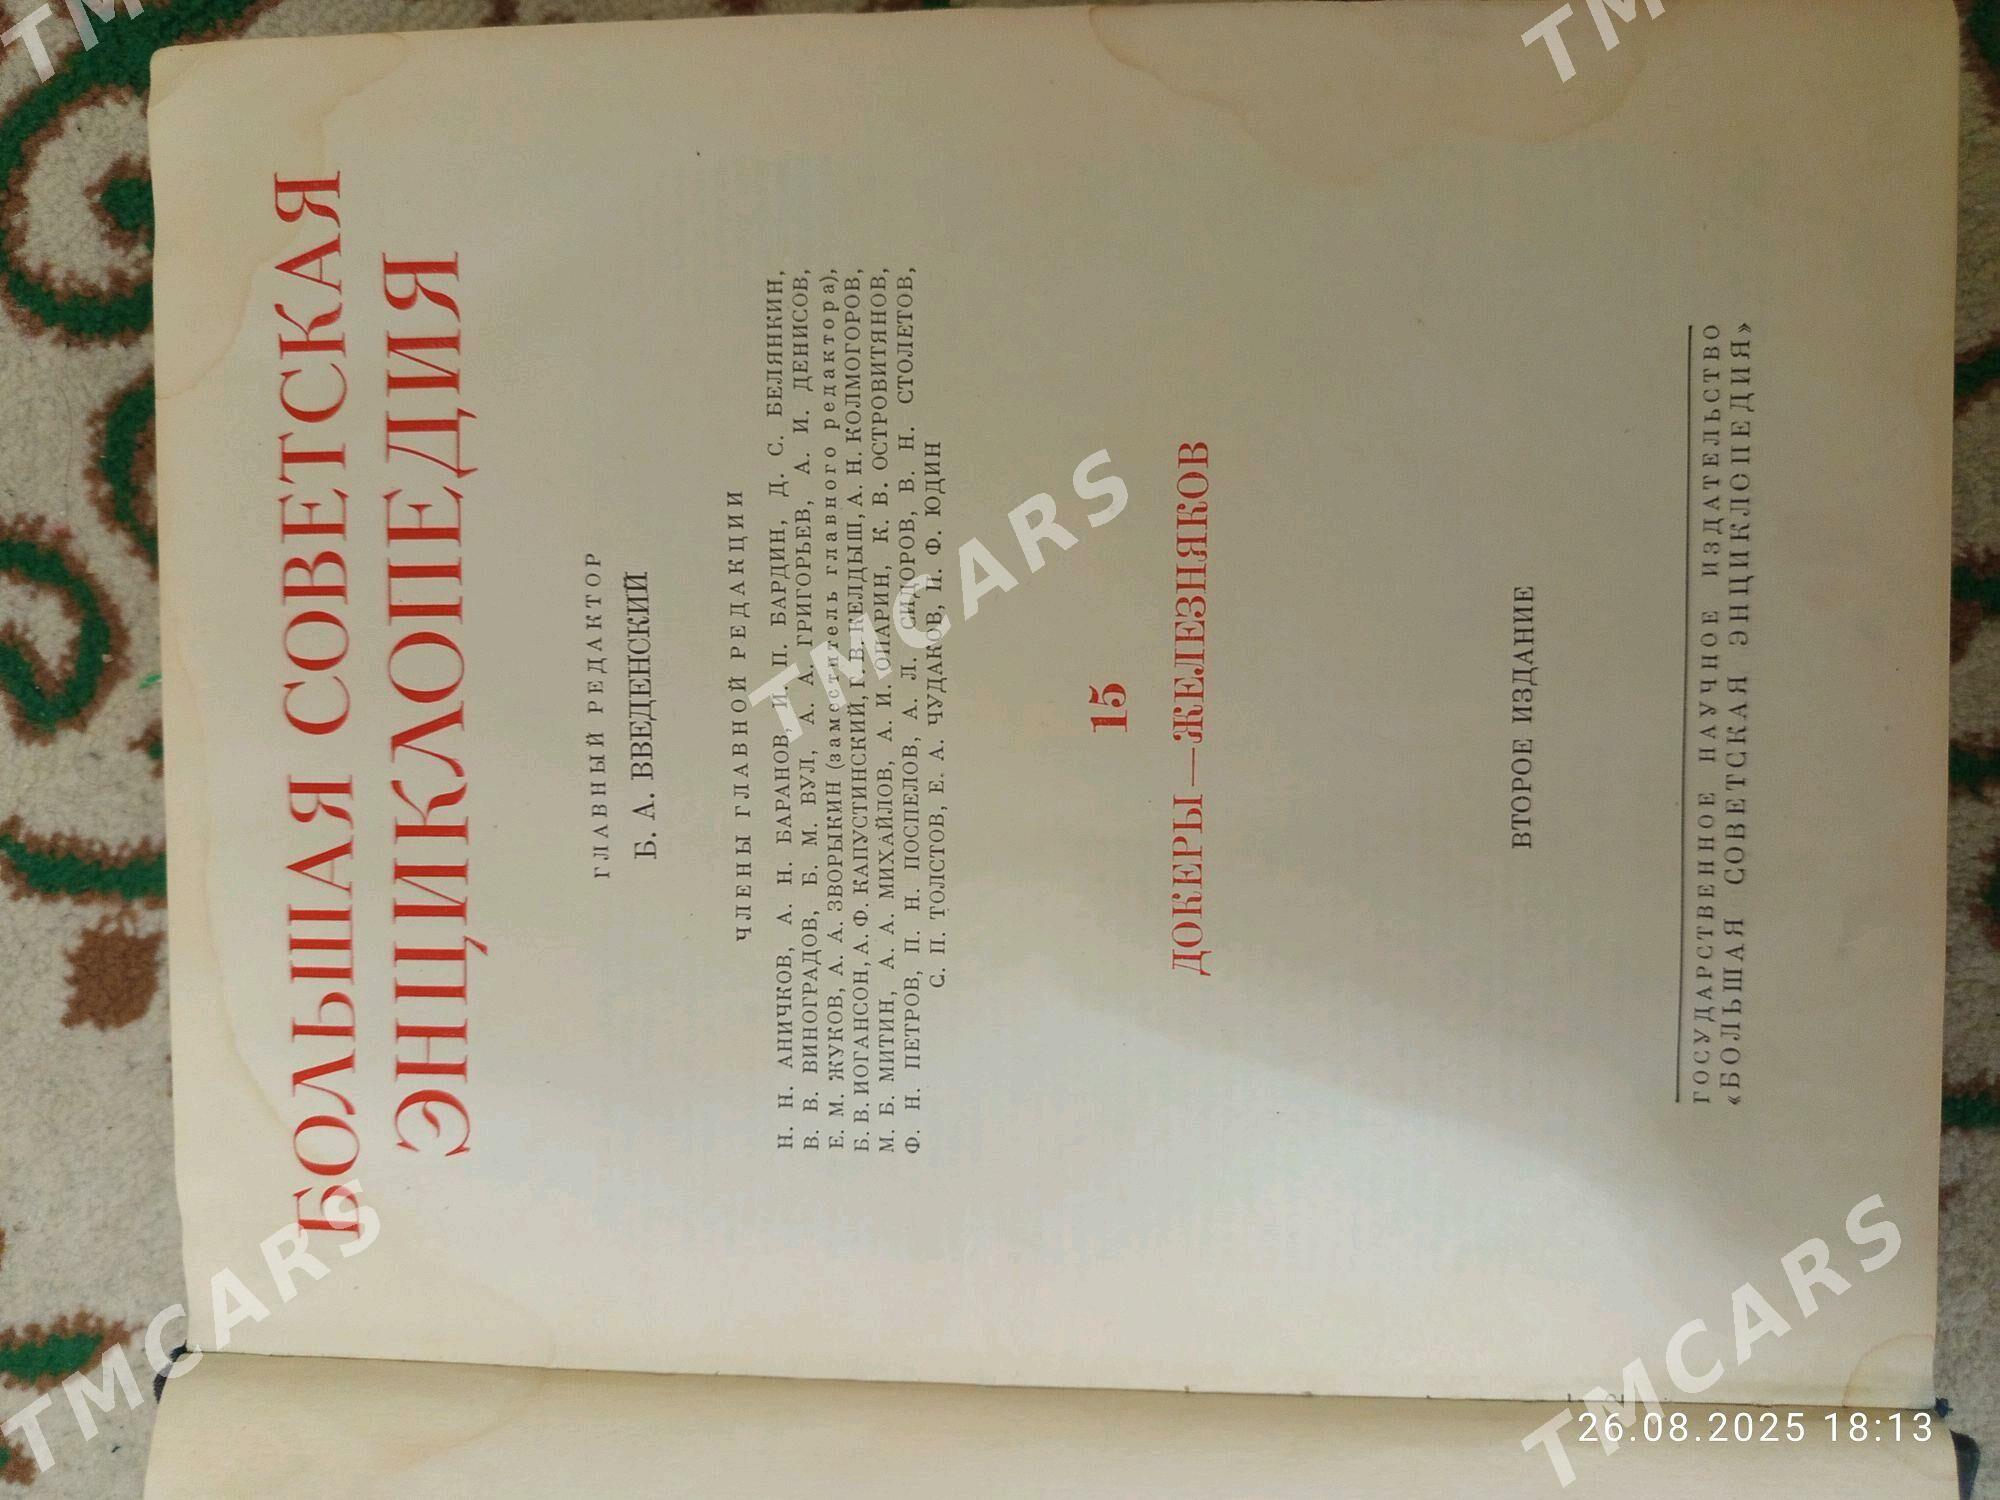 БОЛЬШАЯ СОВЕТСКАЯ
ЭНЦИКЛОПЕДИЯ
ГЛАВНЫЙ РЕДАКТОР
Б. А. ВВЕДЕНСКИЙ
ЧЛЕНЫ ГЛАВНОЙ РЕДАКЦИИ
Н. Н. АНИЧКОВ, А. Н. БАРАНОВ, И. П. БАРДИН, Д. С. БЕЛЯНКИН,
В. В. ВИНОГРАДОВ, Б. М. ВУЛ, А. А. ГРИГОРЬЕВ, А. И. ДЕНИСОВ,
Е. М. ЖУКОВ, А. А. ЗВОРЫКИН (заместитель главного редактора),
Б. В. ИОГАНСОН, А. Ф. КАПУСТИНСКИЙ, Г. В. КЕЛДЫШ, А. Н. КОЛМОГОРОВ,
М. Б. МИТИН, А. А. МИХАЙЛОВ, А. И. ОПАРИН, К. В. ОСТРОВИТЯНОВ,
Ф. Н. ПЕТРОВ, П. Н. ПОСПЕЛОВ, А. Л. СИДОРОВ, В. Н. СТОЛЕТОВ,
С. П. ТОЛСТОВ, Е. А. ЧУДАКОВ, П. Ф. ЮДИН
15
ДОКЕРЫ—ЖЕЛЕЗНЯКОВ
ВТОРОЕ ИЗДАНИЕ
ГОСУДАРСТВЕННОЕ НАУЧНОЕ ИЗДАТЕЛЬСТВО
«БОЛЬШАЯ СОВЕТСКАЯ ЭНЦИКЛОПЕДИЯ»
TMCARS
TMCARS
TMCARS
26.08.2025 18:13